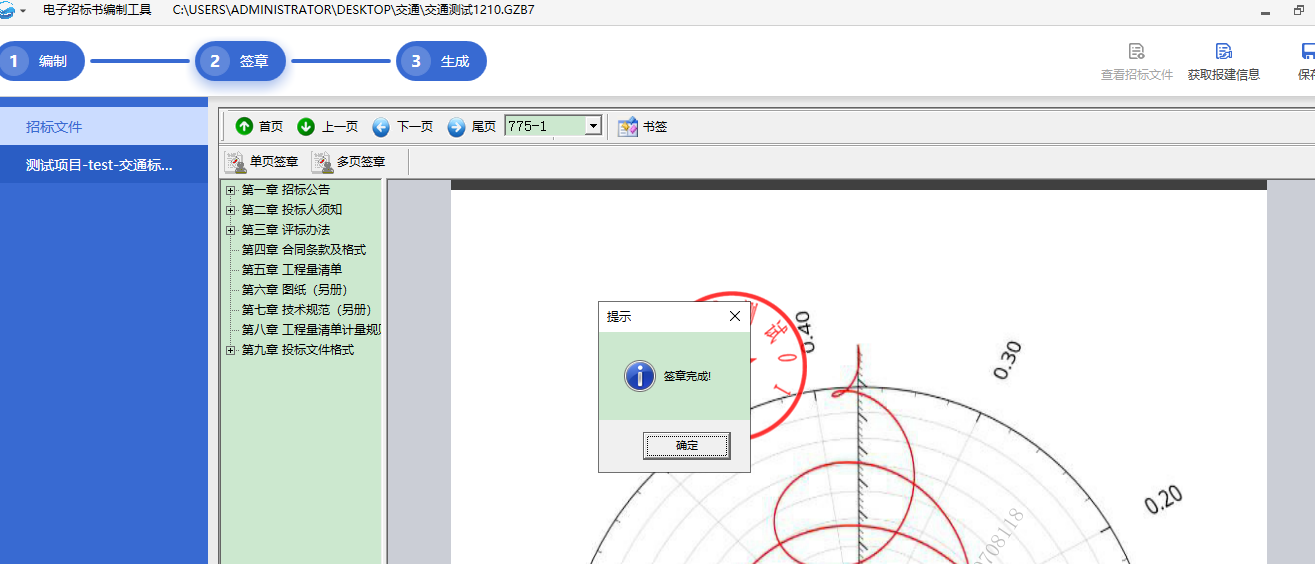 电子招标书编制工具 C:\USERS\ADMINISTRATOR\DESKTOP\交通\交通测试1210.GZB7
1 编制
2 签章
3 生成
查看招标文件
获取报建信息
招标文件
测试项目-test-交通标...
首页 上一页 下一页 尾页 775-1 书签
单页签章 多页签章
第一章 招标公告
第二章 投标人须知
第三章 评标办法
第四章 合同条款及格式
第五章 工程量清单
第六章 图纸（另册）
第七章 技术规范（另册）
第八章 工程量清单计量规
第九章 投标文件格式
提示
签章完成!
确定
测试 0 1
0.40
0.30
0.20
708118